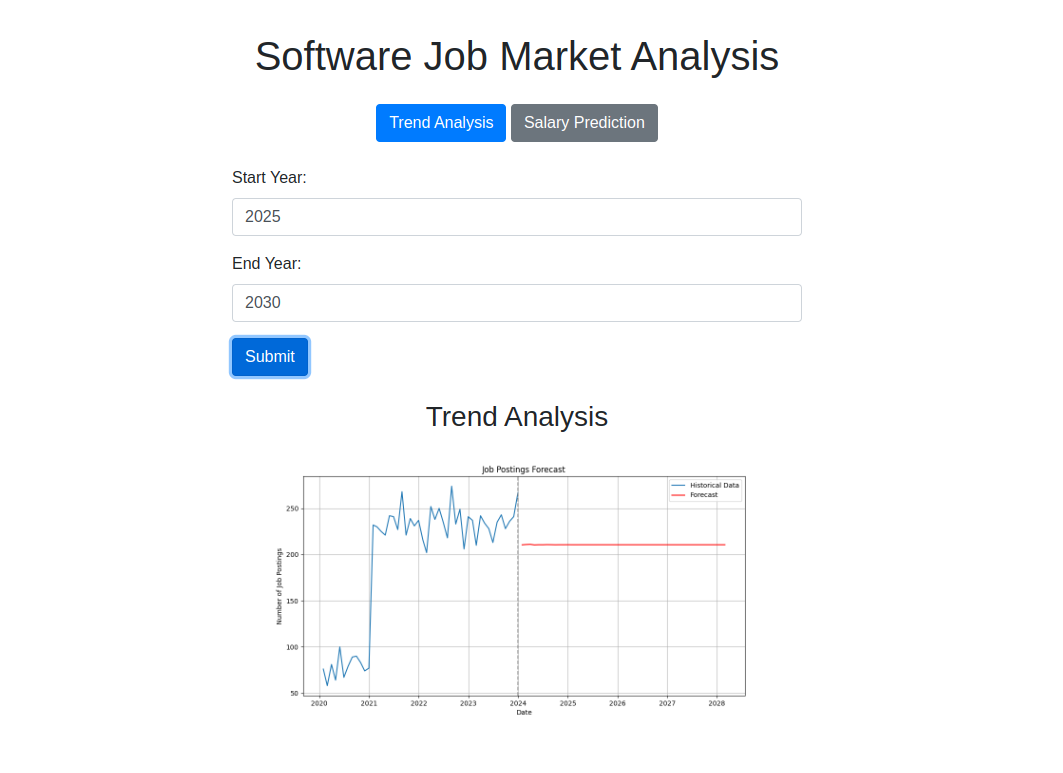 Software Job Market Analysis
Trend Analysis Salary Prediction
Start Year:
2025
End Year:
2030
Submit
Trend Analysis
Job Postings Forecast
Historical Data
Forecast
Number of Job Postings
250
200
150
100
50
2020 2021 2022 2023 2024 2025 2026 2027 2028
Date